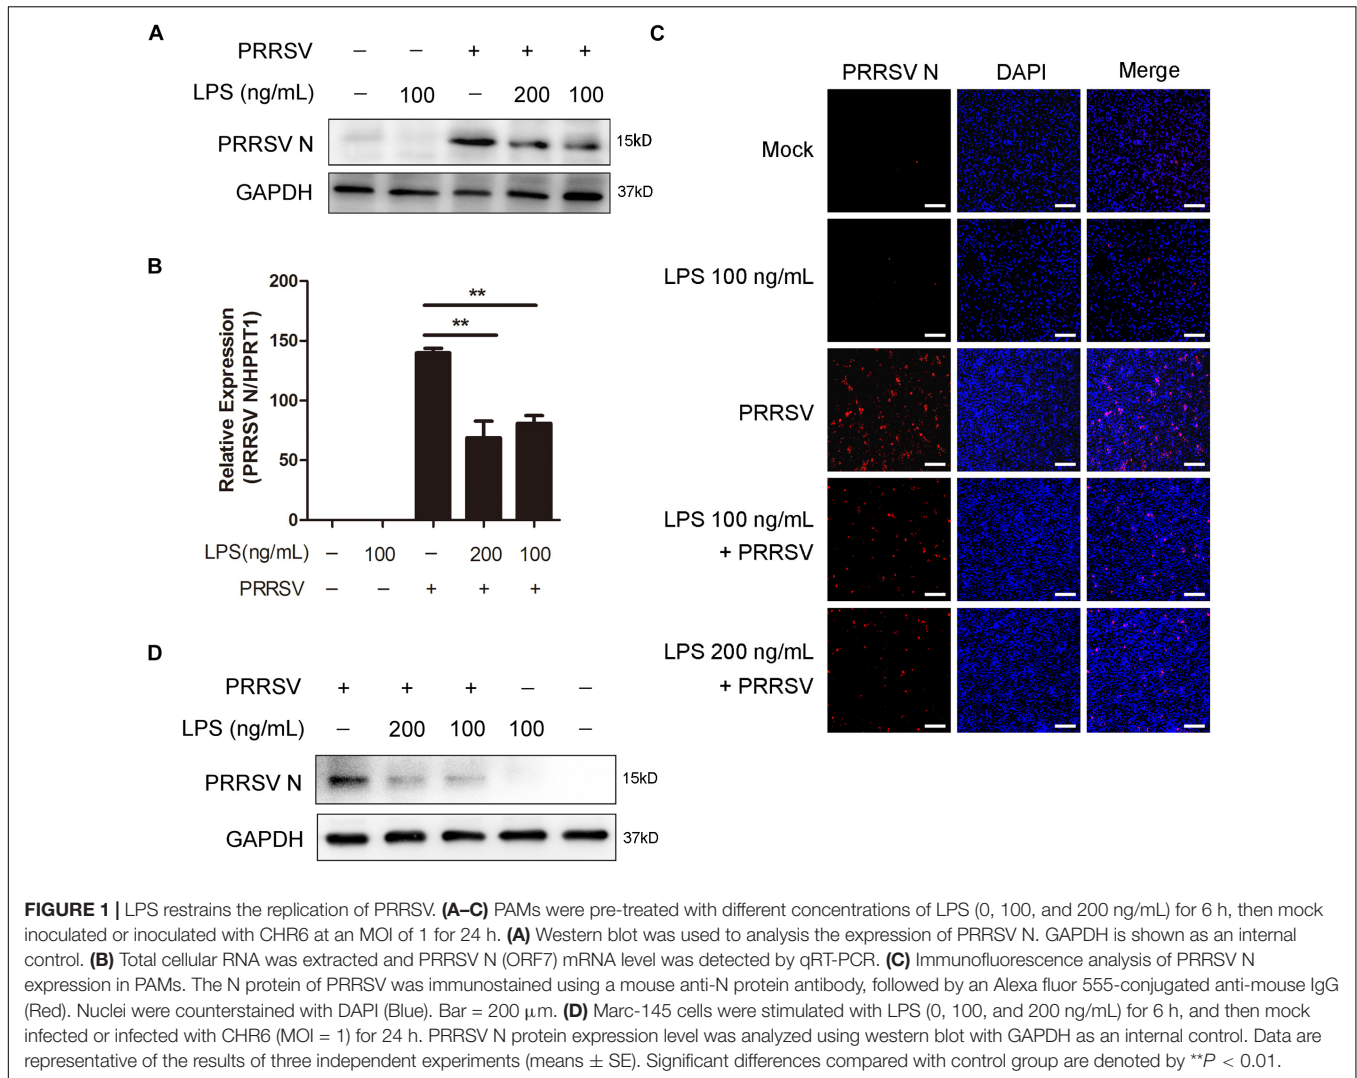 A
PRRSV – – + + +
LPS (ng/mL) – 100 – 200 100
PRRSV N 15kD
GAPDH 37kD
B
200
150
100
50
0
Relative Expression
(PRRSV N/HPRT1)
**
**
LPS(ng/mL) – 100 – 200 100
PRRSV – – + + +
C
PRRSV N DAPI Merge
Mock
LPS 100 ng/mL
PRRSV
LPS 100 ng/mL
+ PRRSV
LPS 200 ng/mL
+ PRRSV
D
PRRSV + + + – –
LPS (ng/mL) – 200 100 100 –
PRRSV N 15kD
GAPDH 37kD
FIGURE 1 | LPS restrains the replication of PRRSV. (A–C) PAMs were pre-treated with different concentrations of LPS (0, 100, and 200 ng/mL) for 6 h, then mock
inoculated or inoculated with CHR6 at an MOI of 1 for 24 h. (A) Western blot was used to analysis the expression of PRRSV N. GAPDH is shown as an internal
control. (B) Total cellular RNA was extracted and PRRSV N (ORF7) mRNA level was detected by qRT-PCR. (C) Immunofluorescence analysis of PRRSV N
expression in PAMs. The N protein of PRRSV was immunostained using a mouse anti-N protein antibody, followed by an Alexa fluor 555-conjugated anti-mouse IgG
(Red). Nuclei were counterstained with DAPI (Blue). Bar = 200 μm. (D) Marc-145 cells were stimulated with LPS (0, 100, and 200 ng/mL) for 6 h, and then mock
infected or infected with CHR6 (MOI = 1) for 24 h. PRRSV N protein expression level was analyzed using western blot with GAPDH as an internal control. Data are
representative of the results of three independent experiments (means ± SE). Significant differences compared with control group are denoted by **P < 0.01.